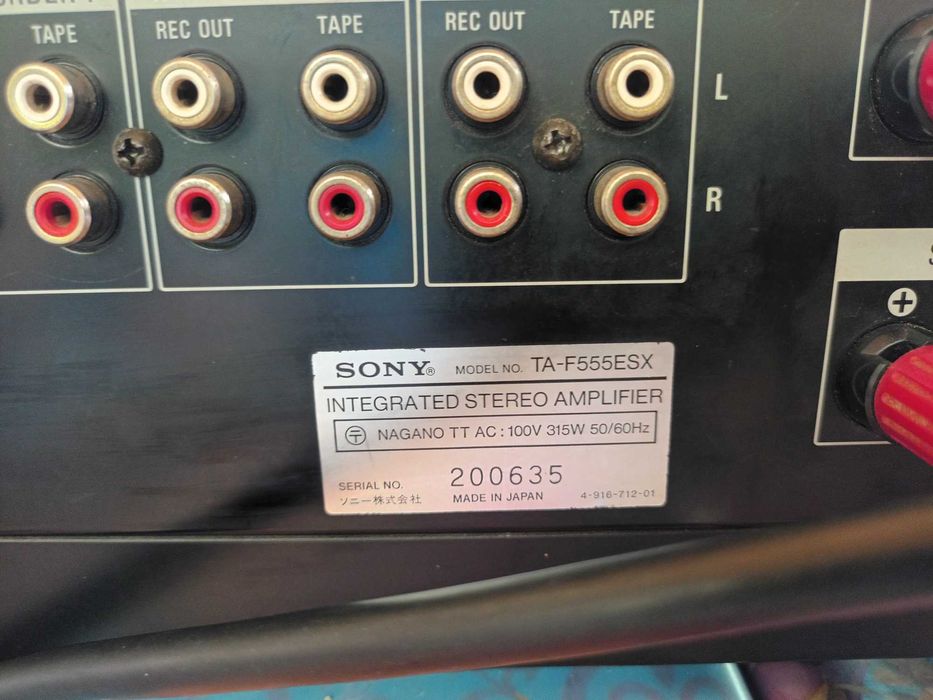 TAPE
REC OUT TAPE
REC OUT TAPE
L
R
+
SONY® MODEL NO. TA-F555ESX
INTEGRATED STEREO AMPLIFIER
〒 NAGANO TT AC : 100V 315W 50/60Hz
SERIAL NO. 200635
ソニー株式会社 MADE IN JAPAN 4-916-712-01